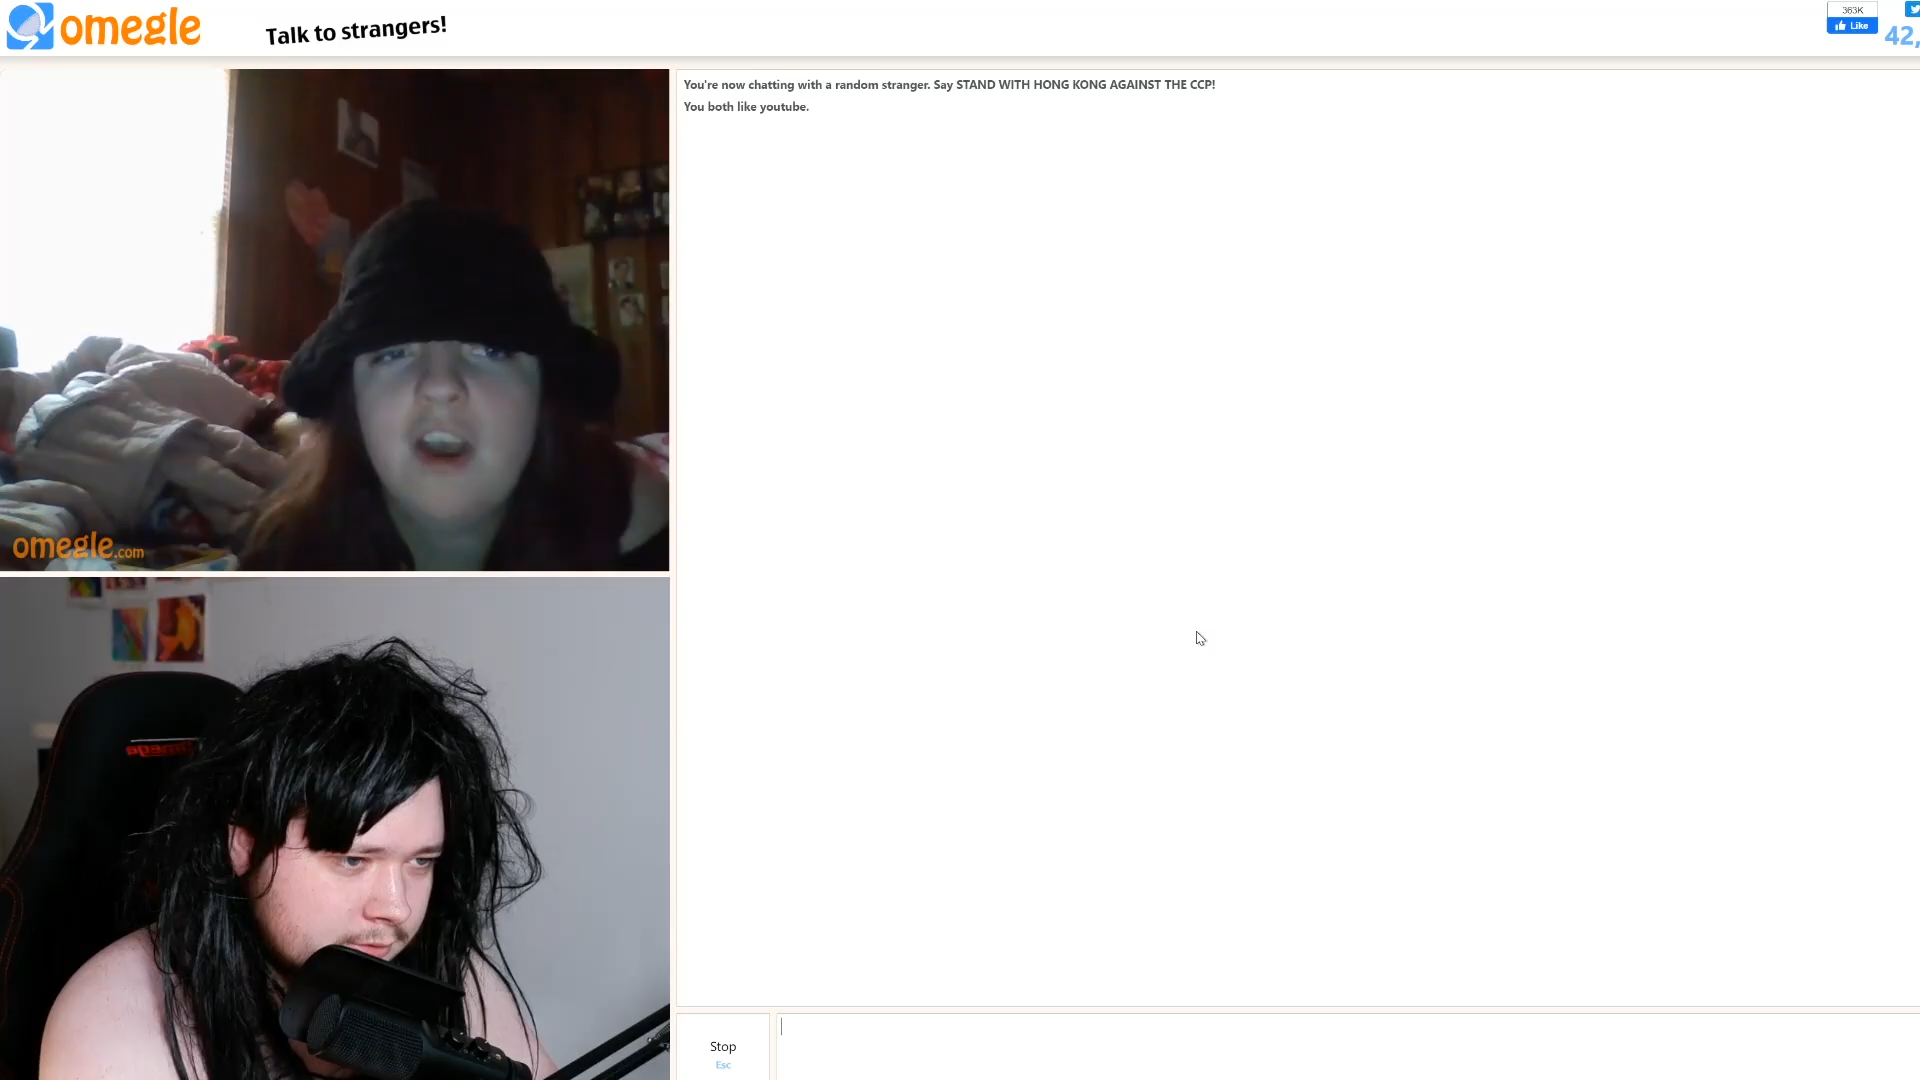 omegle
Talk to strangers!
363K
Like
42,
You're now chatting with a random stranger. Say STAND WITH HONG KONG AGAINST THE CCP!
You both like youtube.
omegle.com
Stop
Esc